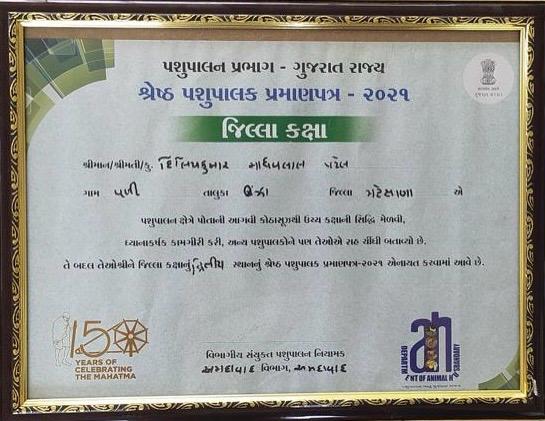 પશુપાલન પ્રભાગ - ગુજરાત રાજ્ય
શ્રેષ્ઠ પશુપાલક પ્રમાણપત્ર - ૨૦૨૧
જિલ્લા કક્ષા
શ્રીમાન/શ્રીમતી/કુ. દિલિપકુમાર માધવલાલ પટેલ
ગામ પળી તાલુકા ઊંઝા જિલ્લા મહેસાણા એ
પશુપાલન ક્ષેત્રે પોતાની આગવી કોઠાસૂઝથી ઉચ્ચ કક્ષાની સિદ્ધિ મેળવી,
ધ્યાનાકર્ષક કામગીરી કરી, અન્ય પશુપાલકોને પણ તેઓએ રાહ ચીંધી બતાવ્યો છે.
તે બદલ તેઓશ્રીને જિલ્લા કક્ષાનું દ્વિતીય સ્થાનનું શ્રેષ્ઠ પશુપાલક પ્રમાણપત્ર-૨૦૨૧ એનાયત કરવામાં આવે છે.
150
YEARS OF
CELEBRATING
THE MAHATMA
વિભાગીય સંયુક્ત પશુપાલન નિયામક
અમદાવાદ વિભાગ, અમદાવાદ
ah
DEPARTMENT OF ANIMAL HUSBANDRY